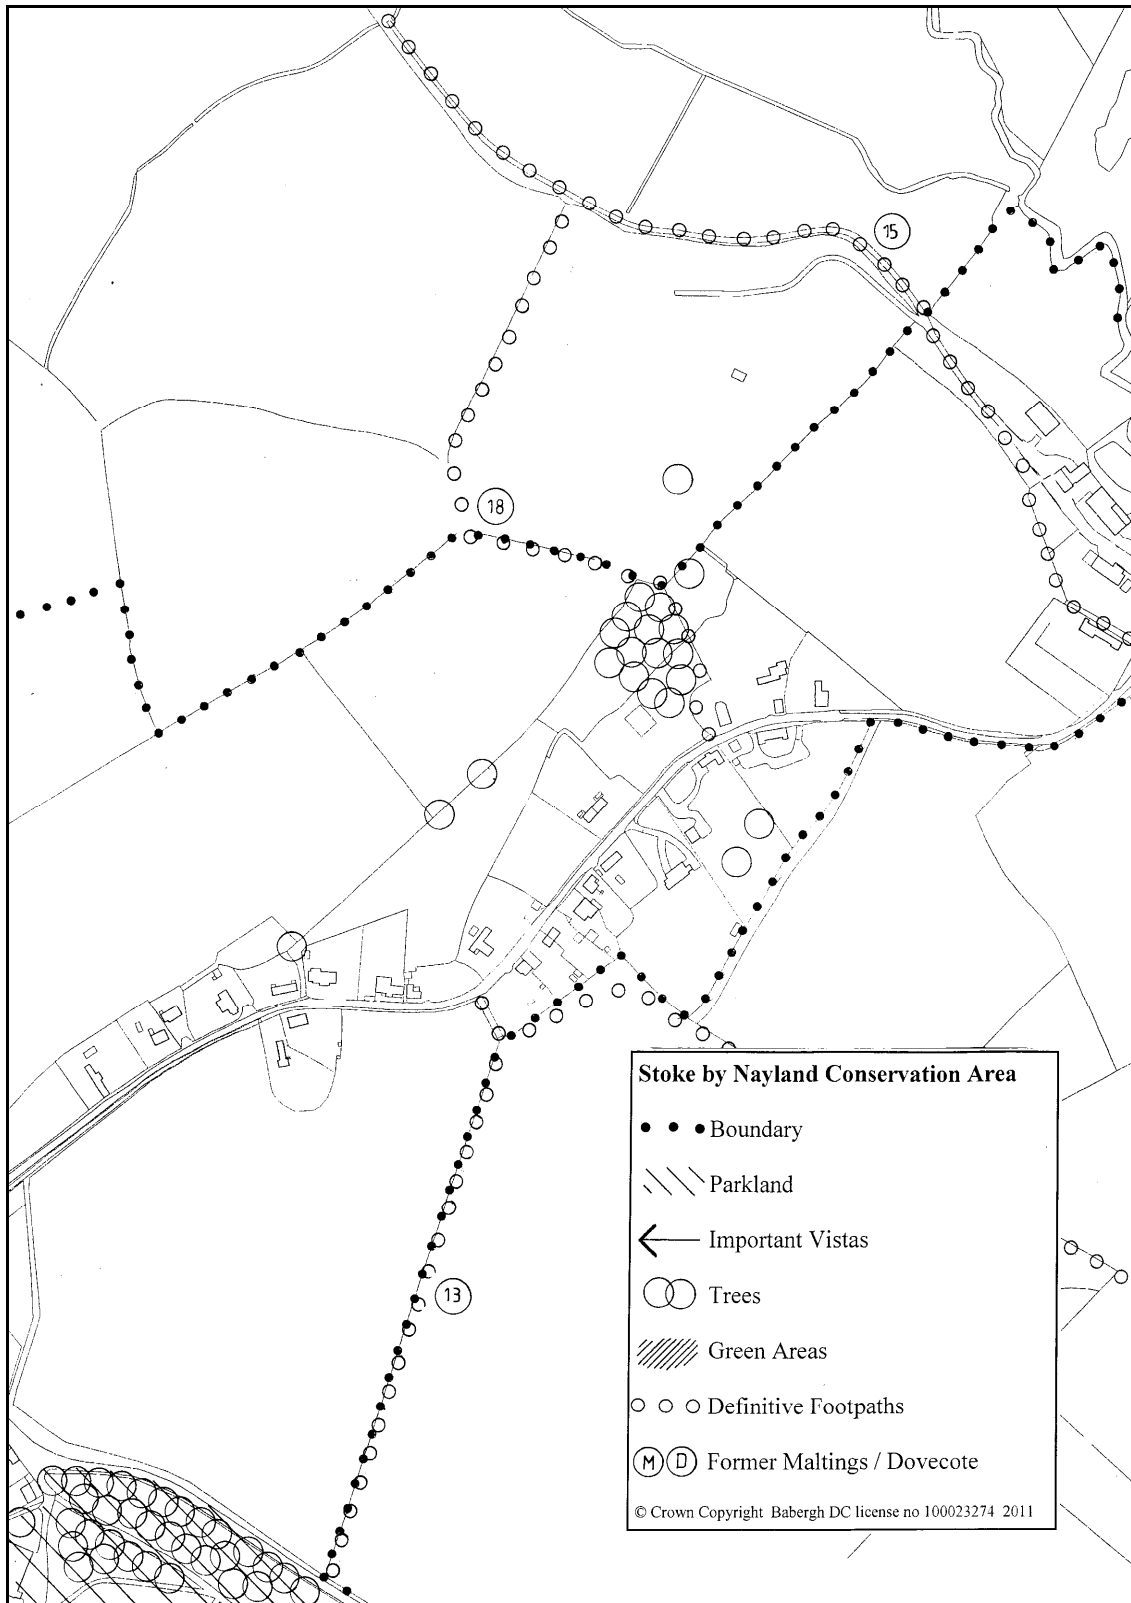 15
18
13
Stoke by Nayland Conservation Area
Boundary
Parkland
Important Vistas
Trees
Green Areas
Definitive Footpaths
M D Former Maltings / Dovecote
© Crown Copyright Babergh DC license no 100023274 2011